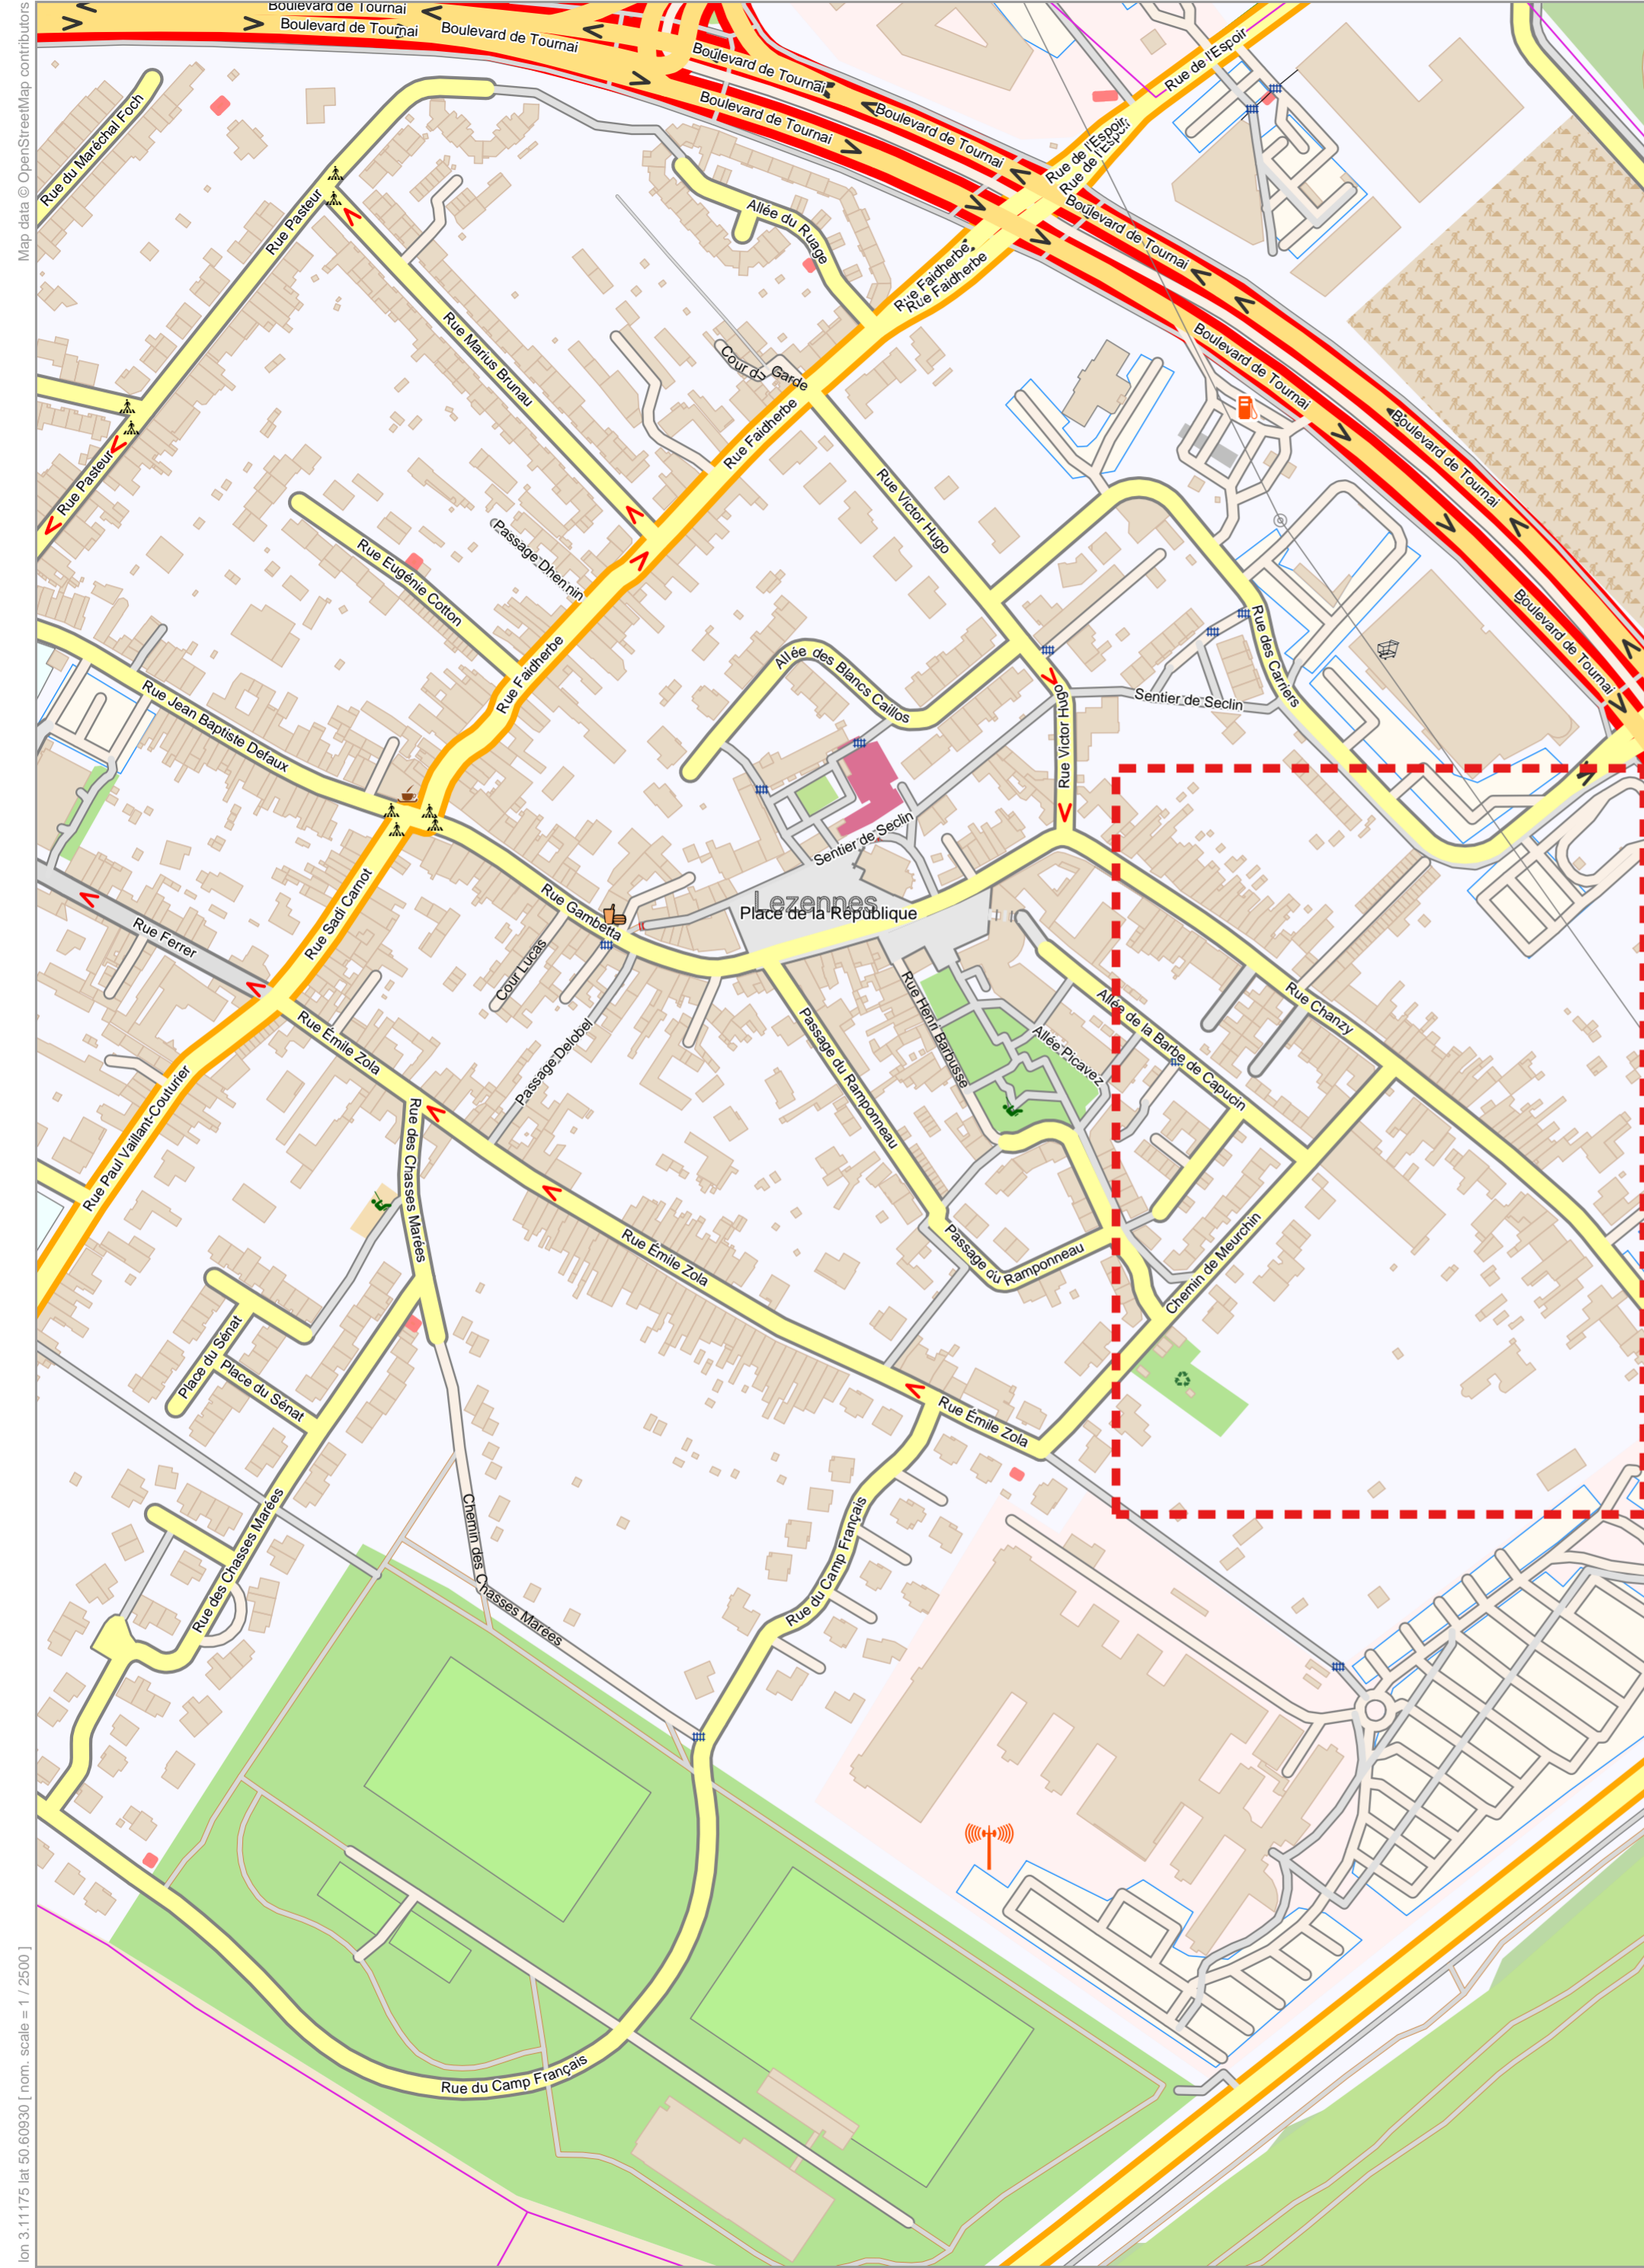 Map data © OpenStreetMap contributors
lon 3.11175 lat 50.60930 [ nom. scale = 1 / 2500 ]
Boulevard de Tournai
Boulevard de Tournai
Boulevard de Tournai
Boulevard de Tournai
Boulevard de Tournai
Boulevard de Tournai
Rue de l'Espoir
Rue de l'Espoir
Rue de l'Espoir
Boulevard de Tournai
Boulevard de Tournai
Boulevard de Tournai
Boulevard de Tournai
Rue du Maréchal Foch
Rue Pasteur
Allée du Ruage
Rue Faidherbe
Rue Faidherbe
Rue Marius Brunau
Cour du Garde
Rue Faidherbe
Rue Pasteur
Rue Victor Hugo
Passage Dhennin
Rue Eugénie Cotton
Rue Faidherbe
Allée des Blancs Caillos
Rue des Carriers
Sentier de Seclin
Rue Jean Baptiste Defaux
Rue Victor Hugo
Sentier de Seclin
Lezennes
Place de la République
Rue Gambetta
Rue Sadi Carnot
Rue Ferrer
Cour Lucas
Rue Henri Barbusse
Allée de la Barbe de Capucin
Rue Chanzy
Rue Émile Zola
Passage Delobel
Passage du Ramponneau
Allée Picavez
Rue Paul Vaillant-Couturier
Rue des Chasses Marées
Rue Émile Zola
Passage du Ramponneau
Chemin de Meurchin
Place du Sénat
Place du Sénat
Rue Émile Zola
Rue des Chasses Marées
Chemin des Chasses Marées
Rue du Camp Français
Rue du Camp Français